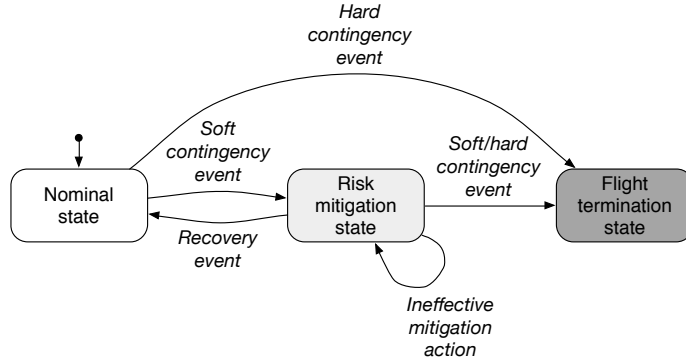 Hard
contingency
event
Soft
contingency
event
Soft/hard
contingency
event
Nominal
state
Risk
mitigation
state
Flight
termination
state
Recovery
event
Ineffective
mitigation
action